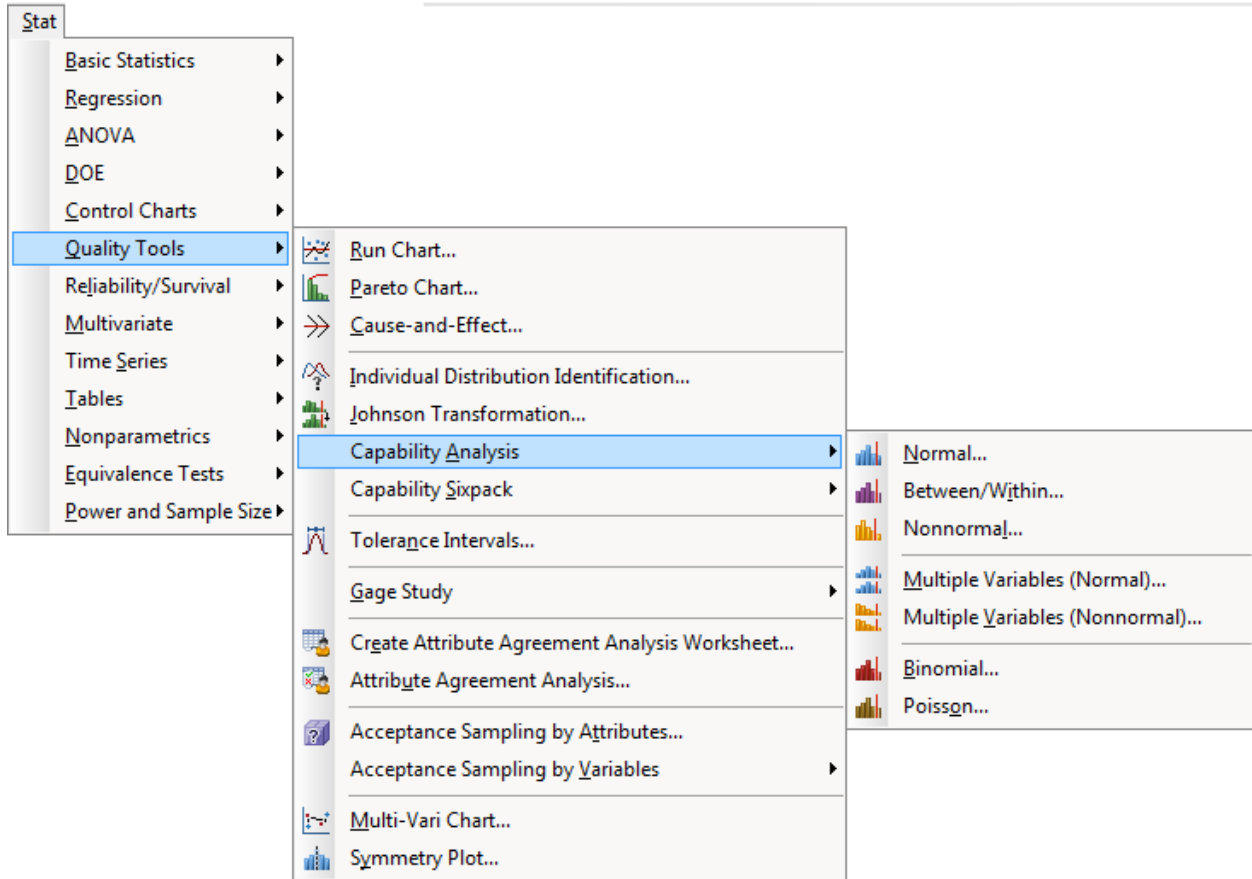 Stat
Basic Statistics
Regression
ANOVA
DOE
Control Charts
Quality Tools
Reliability/Survival
Multivariate
Time Series
Tables
Nonparametrics
Equivalence Tests
Power and Sample Size
Run Chart...
Pareto Chart...
Cause-and-Effect...
Individual Distribution Identification...
Johnson Transformation...
Capability Analysis
Capability Sixpack
Tolerance Intervals...
Gage Study
Create Attribute Agreement Analysis Worksheet...
Attribute Agreement Analysis...
Acceptance Sampling by Attributes...
Acceptance Sampling by Variables
Multi-Vari Chart...
Symmetry Plot...
Normal...
Between/Within...
Nonnormal...
Multiple Variables (Normal)...
Multiple Variables (Nonnormal)...
Binomial...
Poisson...